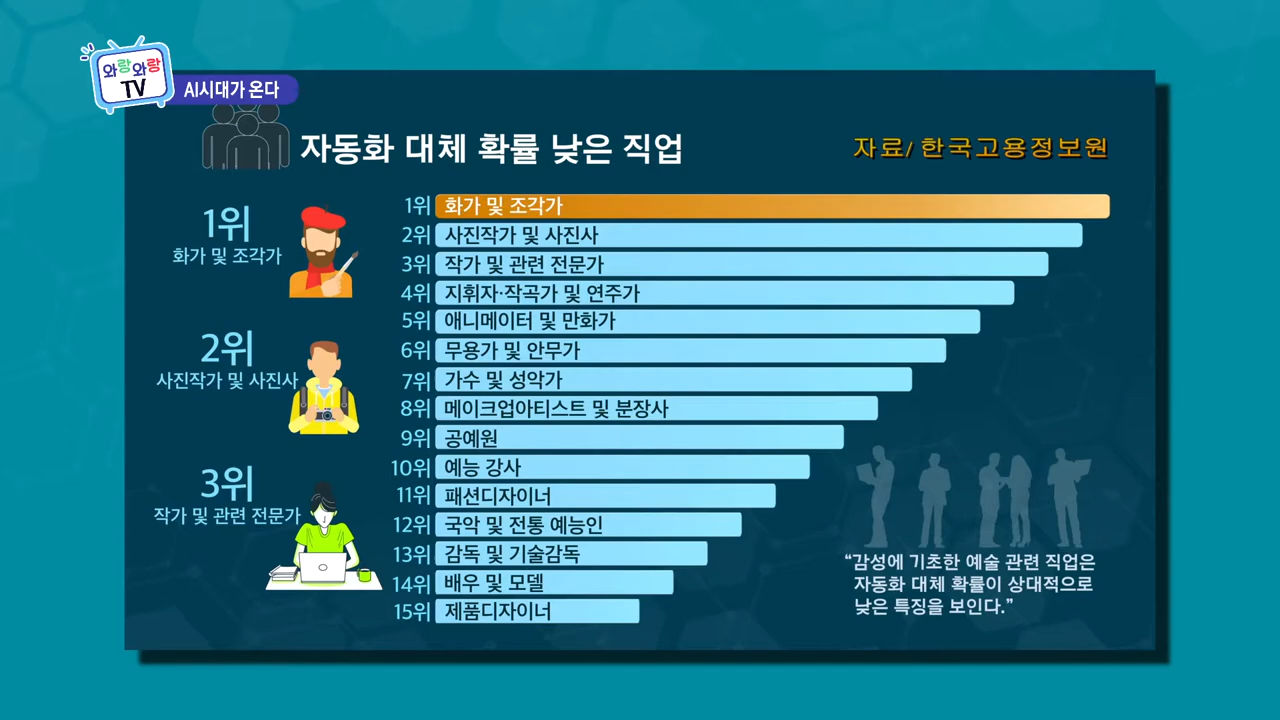 와랑와랑
TV
AI시대가 온다
자동화 대체 확률 낮은 직업
자료/ 한국고용정보원
1위
화가 및 조각가
2위
사진작가 및 사진사
3위
작가 및 관련 전문가
1위 화가 및 조각가
2위 사진작가 및 사진사
3위 작가 및 관련 전문가
4위 지휘자·작곡가 및 연주가
5위 애니메이터 및 만화가
6위 무용가 및 안무가
7위 가수 및 성악가
8위 메이크업아티스트 및 분장사
9위 공예원
10위 예능 강사
11위 패션디자이너
12위 국악 및 전통 예능인
13위 감독 및 기술감독
14위 배우 및 모델
15위 제품디자이너
“감성에 기초한 예술 관련 직업은
자동화 대체 확률이 상대적으로
낮은 특징을 보인다.”